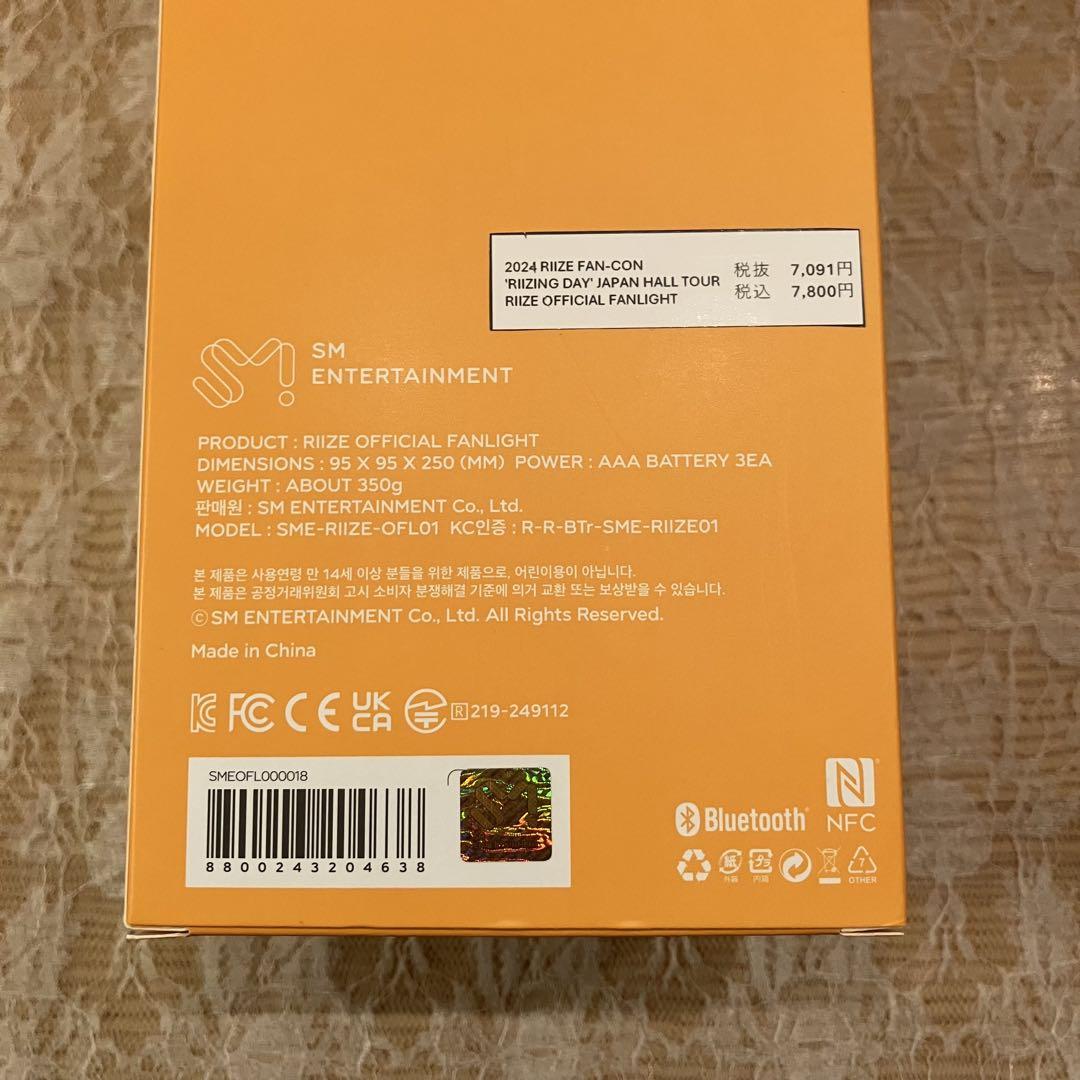 2024 RIIZE FAN-CON
'RIIZING DAY' JAPAN HALL TOUR
RIIZE OFFICIAL FANLIGHT
税抜 7,091円
税込 7,800円
SM
ENTERTAINMENT
PRODUCT : RIIZE OFFICIAL FANLIGHT
DIMENSIONS : 95 X 95 X 250 (MM) POWER : AAA BATTERY 3EA
WEIGHT : ABOUT 350g
판매원 : SM ENTERTAINMENT Co., Ltd.
MODEL : SME-RIIZE-OFL01 KC인증 : R-R-BTr-SME-RIIZE01
본 제품은 사용연령 만 14세 이상 분들을 위한 제품으로, 어린이용이 아닙니다.
본 제품은 공정거래위원회 고시 소비자 분쟁해결 기준에 의거 교환 또는 보상받을 수 있습니다.
ⓒ SM ENTERTAINMENT Co., Ltd. All Rights Reserved.
Made in China
KC FC CE UK CA R 219-249112
SMEOFL000018
8800243204638
Bluetooth®
NFC
紙 外箱
プラ 内箱
7 OTHER